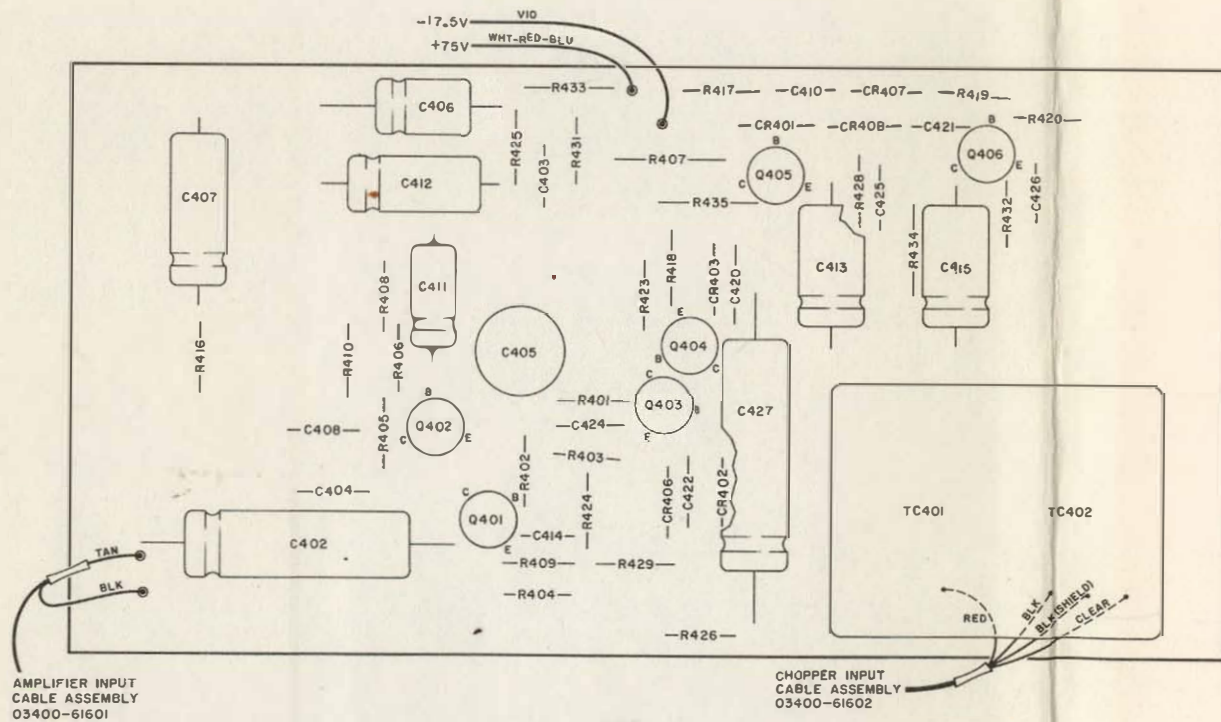 -17.5V VIO
+75V WHT-RED-BLU
R433 R417 C410 CR407 R419
C406 CR401 CR408 C421 B R420
R425 C403 R431
C407 C412 R407 B Q405 C E R428 C425 Q406 C E R432 C426
R435
R434
R408 C411 R423 R418 CR403 C420 C413 C415
R416 R410 R406 C405 E Q404 B C
R401 C Q403 B E C427
B Q402 C E
R405 C408 C424
R402 R403
C404 CR406 C422 CR402
R424
C B Q401 E TC401 TC402
C402 C414
TAN R409 R429
BLK R404
RED BLK BLK(SHIELD) CLEAR
R426
AMPLIFIER INPUT
CABLE ASSEMBLY
03400-61601
CHOPPER INPUT
CABLE ASSEMBLY
03400-61602